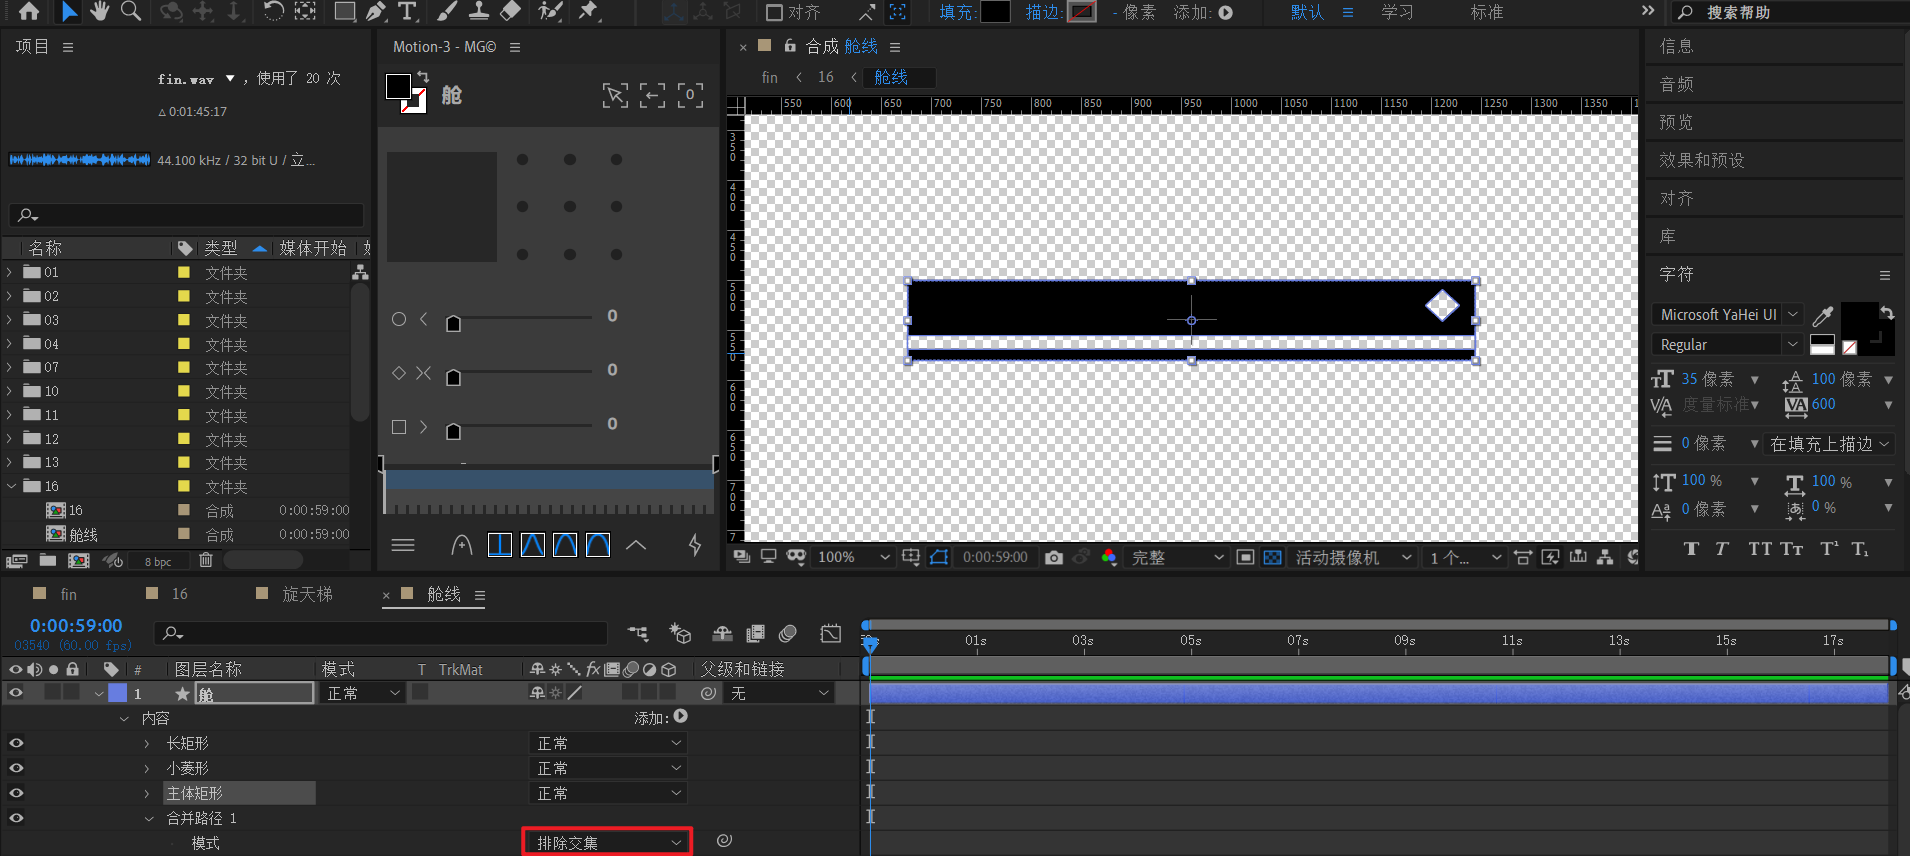 对齐
填充:
描边:
- 像素
添加:
默认
学习
标准
搜索帮助
项目
fin.wav ▼ , 使用了 20 次
△ 0:01:45:17
44.100 kHz / 32 bit U / 立...
名称
类型
媒体开始
01 文件夹
02 文件夹
03 文件夹
04 文件夹
07 文件夹
10 文件夹
11 文件夹
12 文件夹
13 文件夹
16 文件夹
16 合成 0:00:59:00
舱线 合成 0:00:59:00
8 bpc
Motion-3 - MG©
舱
0
0
0
0
合成 舱线
fin
16
舱线
550 600 650 700 750 800 850 900 950 1000 1050 1100 1150 1200 1250 1300 1350
350
400
450
500
550
600
650
700
100%
0:00:59:00
完整
活动摄像机
1 个...
信息
音频
预览
效果和预设
对齐
库
字符
Microsoft YaHei UI
Regular
35 像素
100 像素
度量标准
600
0 像素
在填充上描边
100 %
100 %
0 像素
0 %
T T TT Tт T¹ T₁
fin
16
旋天梯
舱线
0:00:59:00
03540 (60.00 fps)
# 图层名称 模式 T TrkMat 父级和链接
01s 03s 05s 07s 09s 11s 13s 15s 17s
1 舱 正常 无
内容 添加:
长矩形 正常
小菱形 正常
主体矩形 正常
合并路径 1
模式 排除交集